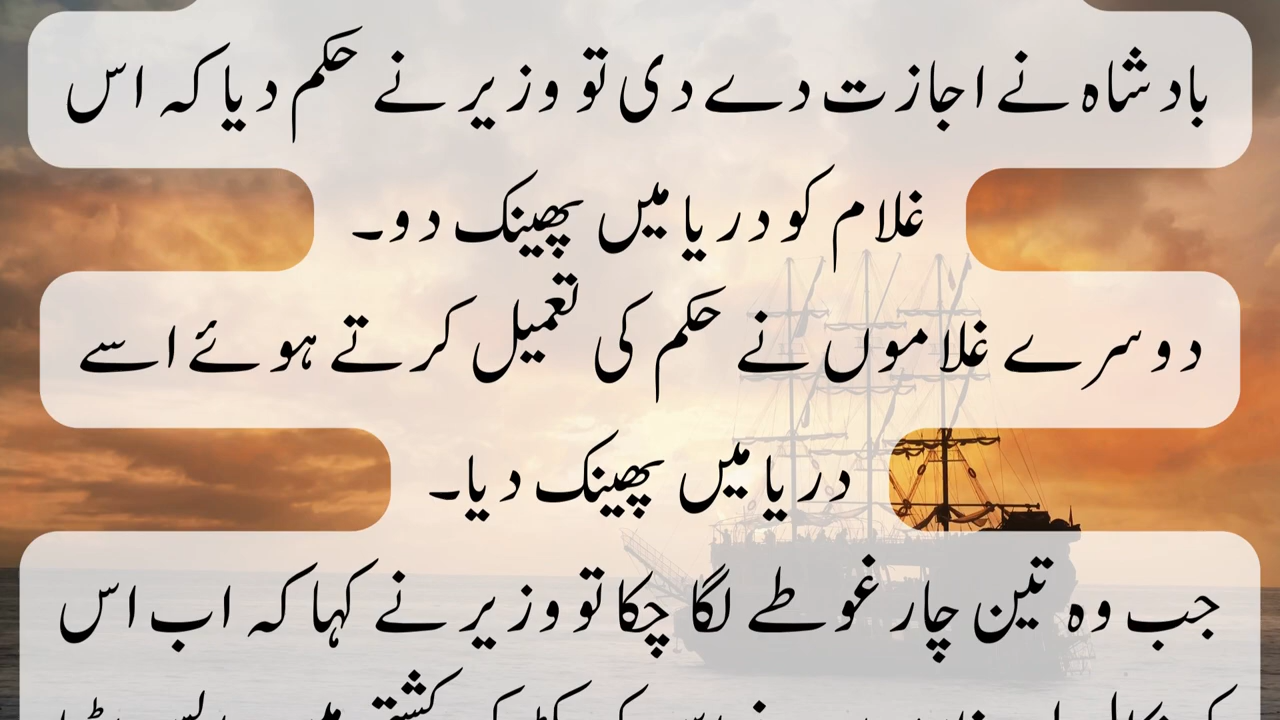 بادشاہ نے اجازت دے دی تو وزیر نے حکم دیا کہ اس
غلام کو دریا میں پھینک دو۔
دوسرے غلاموں نے حکم کی تعمیل کرتے ہوئے اسے
دریا میں پھینک دیا۔
جب وہ تین چار غوطے لگا چکا تو وزیر نے کہا کہ اب اس